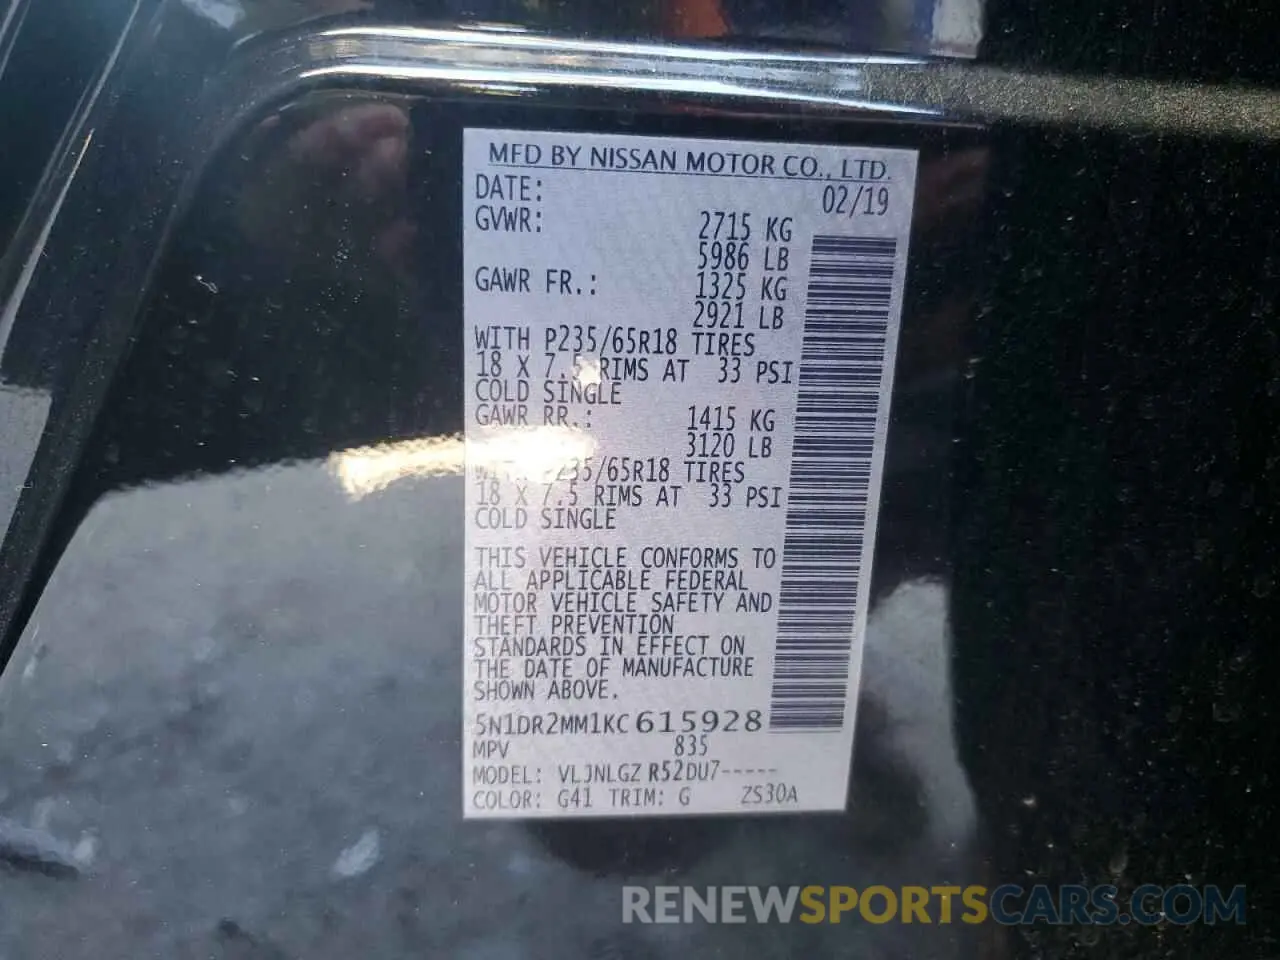 MFD BY NISSAN MOTOR CO., LTD.
DATE: 02/19
GVWR: 2715 KG
5986 LB
GAWR FR.: 1325 KG
2921 LB
WITH P235/65R18 TIRES
18 X 7.5 RIMS AT 33 PSI
COLD SINGLE
GAWR RR.: 1415 KG
3120 LB
WITH P235/65R18 TIRES
18 X 7.5 RIMS AT 33 PSI
COLD SINGLE
THIS VEHICLE CONFORMS TO
ALL APPLICABLE FEDERAL
MOTOR VEHICLE SAFETY AND
THEFT PREVENTION
STANDARDS IN EFFECT ON
THE DATE OF MANUFACTURE
SHOWN ABOVE.
5N1DR2MM1KC615928
MPV 835
MODEL: VLJNLGZ R52DU7-----
COLOR: G41 TRIM: G ZS30A
RENEWSPORTSCARS.COM